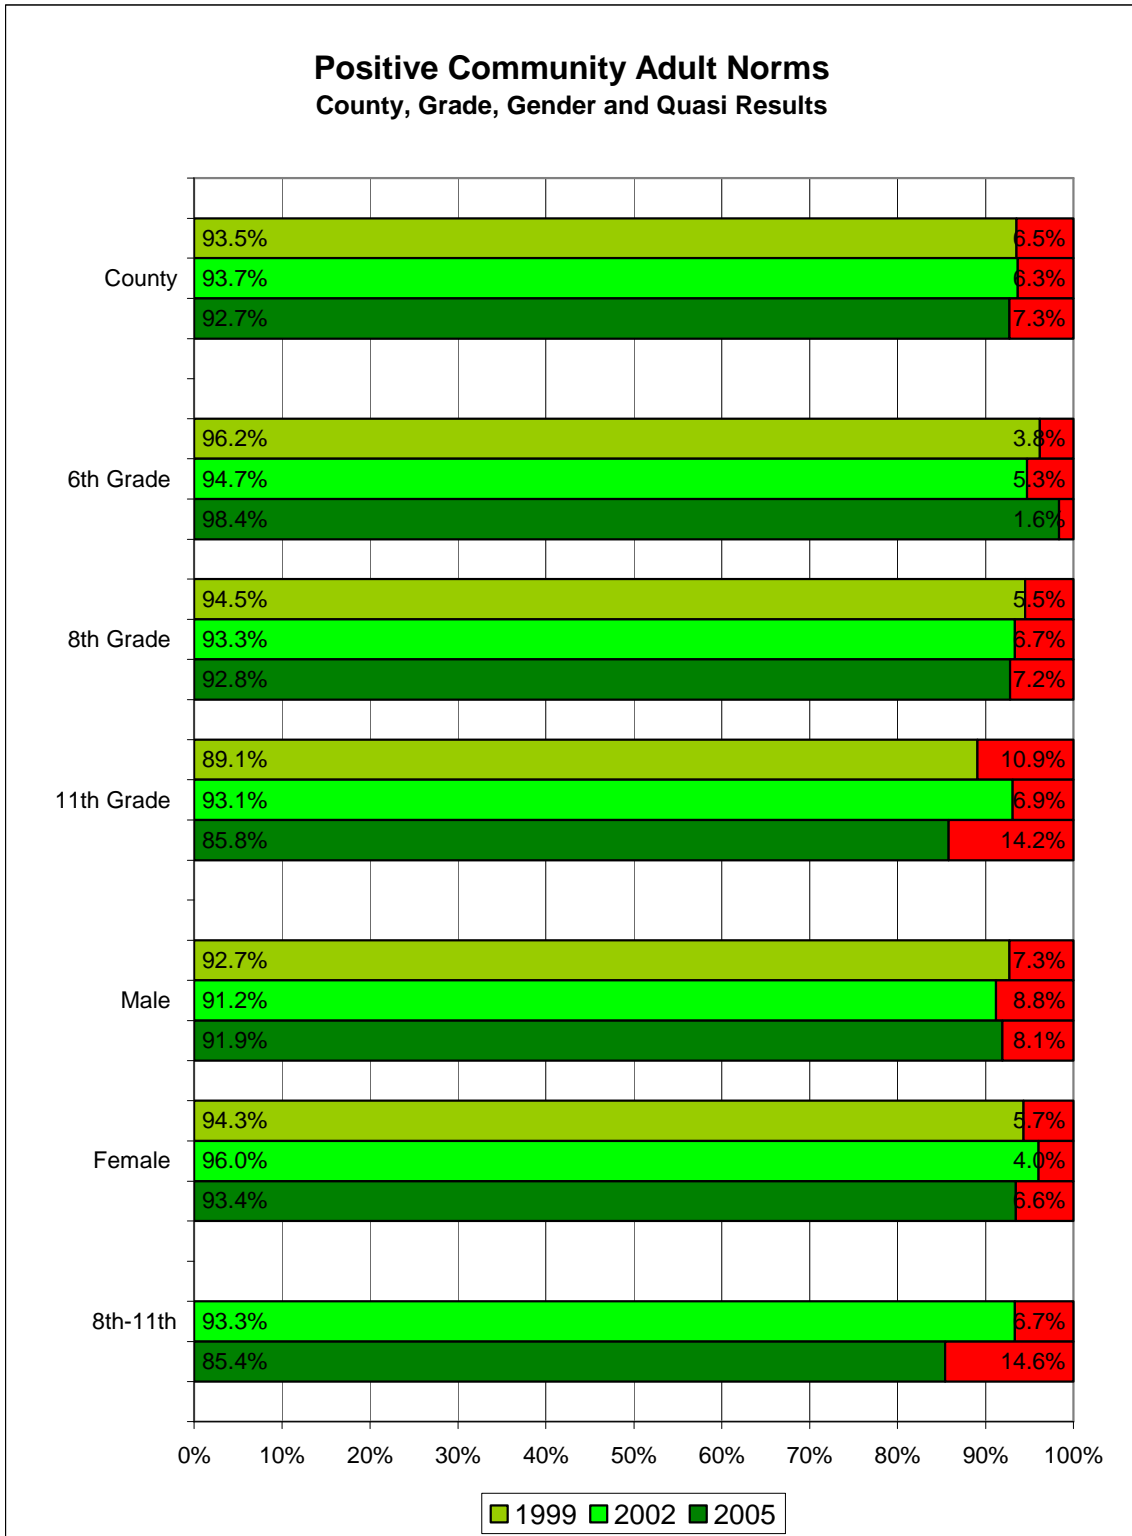 Positive Community Adult Norms
County, Grade, Gender and Quasi Results
93.5% 6.5%
County 93.7% 6.3%
92.7% 7.3%
96.2% 3.8%
6th Grade 94.7% 5.3%
98.4% 1.6%
94.5% 5.5%
8th Grade 93.3% 6.7%
92.8% 7.2%
89.1% 10.9%
11th Grade 93.1% 6.9%
85.8% 14.2%
92.7% 7.3%
Male 91.2% 8.8%
91.9% 8.1%
94.3% 5.7%
Female 96.0% 4.0%
93.4% 6.6%
8th-11th 93.3% 6.7%
85.4% 14.6%
0% 10% 20% 30% 40% 50% 60% 70% 80% 90% 100%
1999 2002 2005